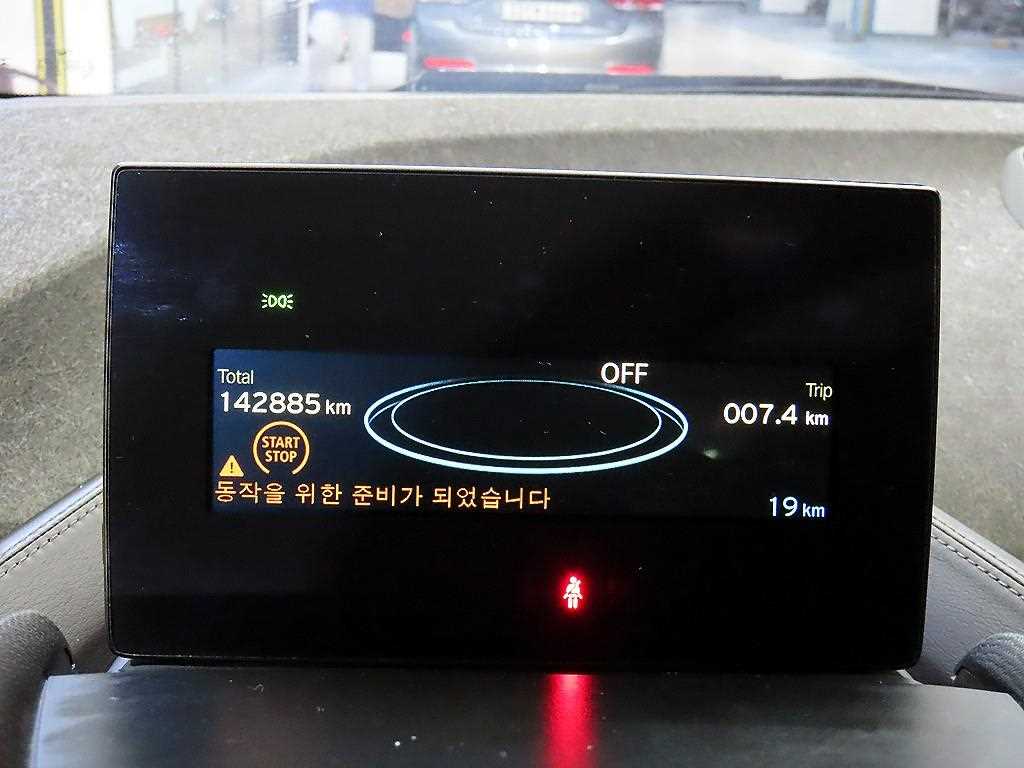 Total
142885 km
OFF
Trip
007.4 km
START
STOP
동작을 위한 준비가 되었습니다
19 km